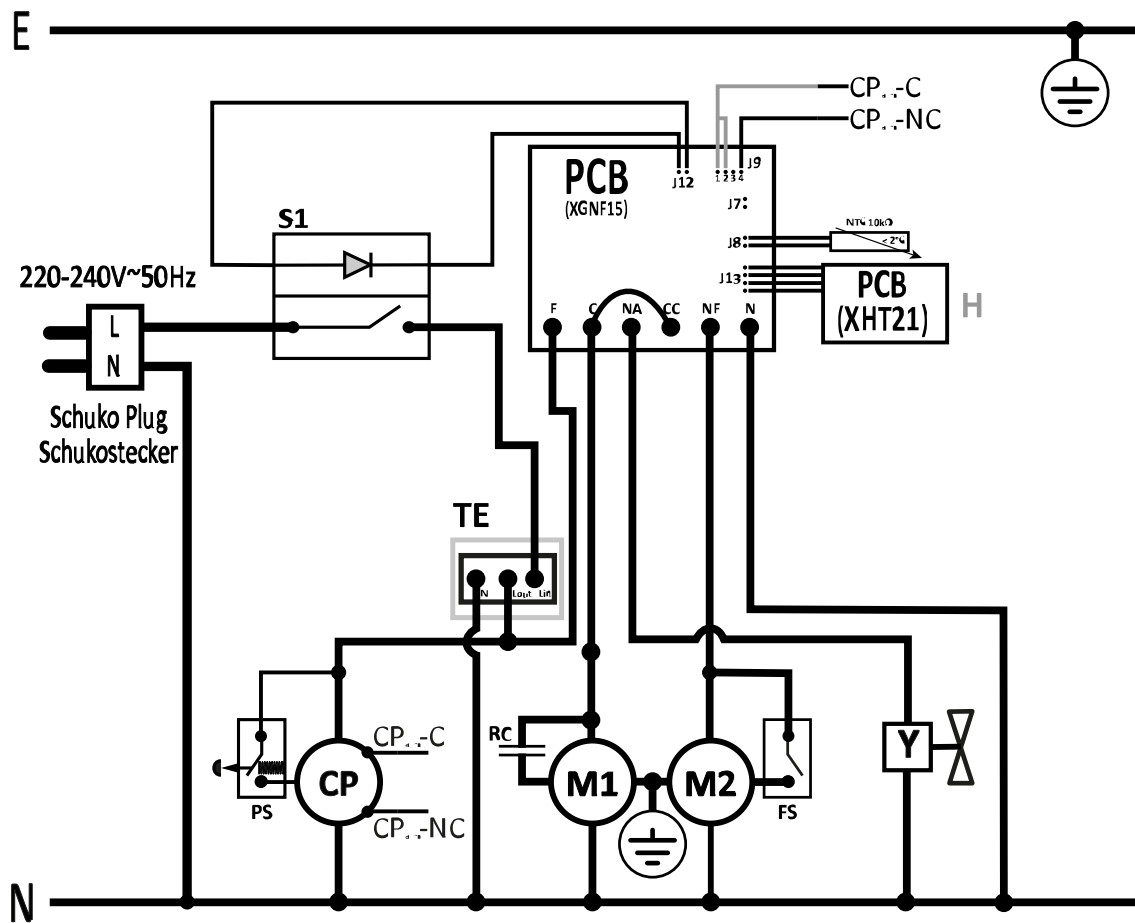 E
CP...-C
CP...-NC
PCB
(XGNF15)
J12
1 2 3 4
J9
J7
S1
J8
NTC 10kΩ
< 2°C
220-240V~50Hz
J13
PCB
(XHT21)
H
L
N
F C NA CC NF N
Schuko Plug
Schukostecker
TE
N Lout Lin
CP...-C
RC
Y
CP
M1
M2
PS
FS
CP...-NC
N